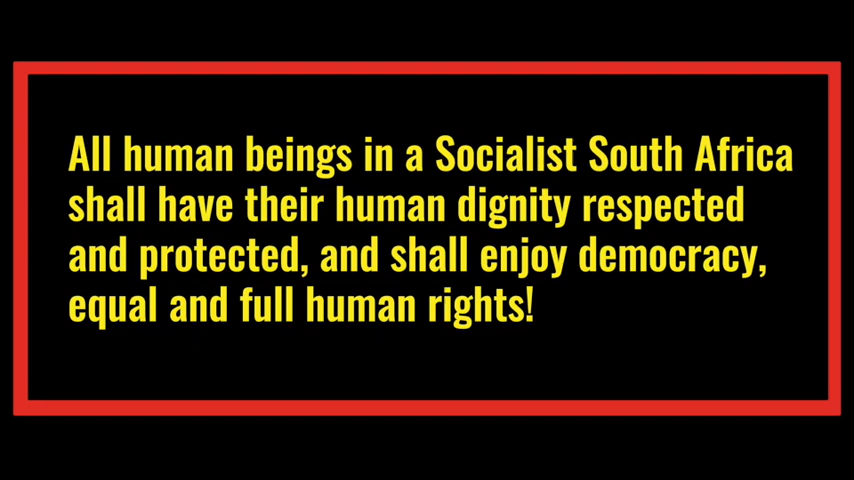 All human beings in a Socialist South Africa
shall have their human dignity respected
and protected, and shall enjoy democracy,
equal and full human rights!